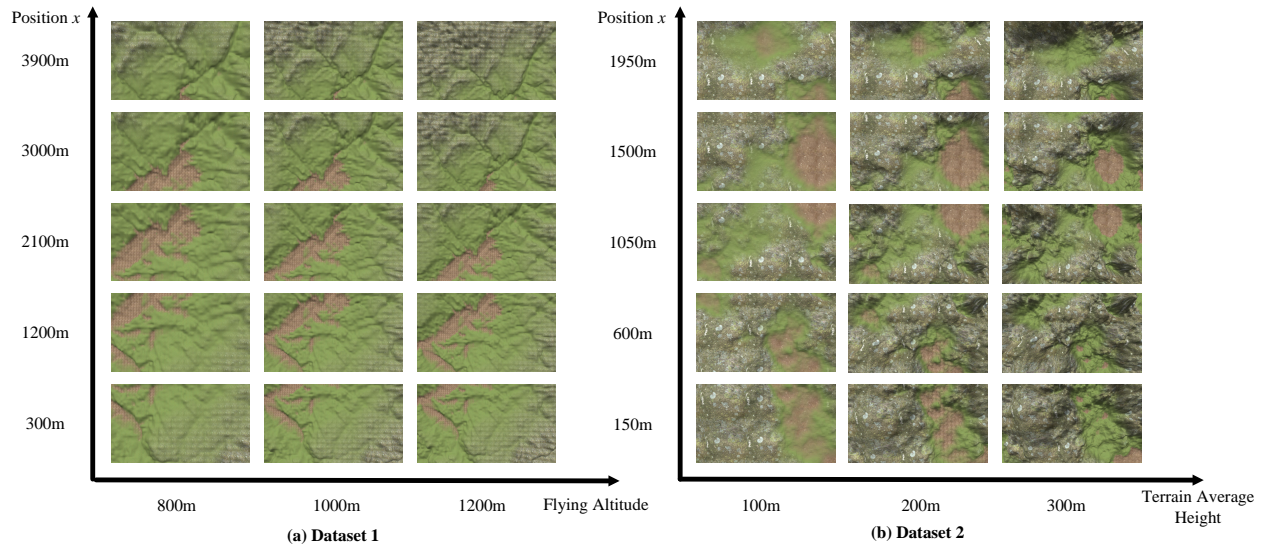 Position x
3900m
3000m
2100m
1200m
300m
800m
1000m
1200m
Flying Altitude
(a) Dataset 1
Position x
1950m
1500m
1050m
600m
150m
100m
200m
300m
Terrain Average
Height
(b) Dataset 2